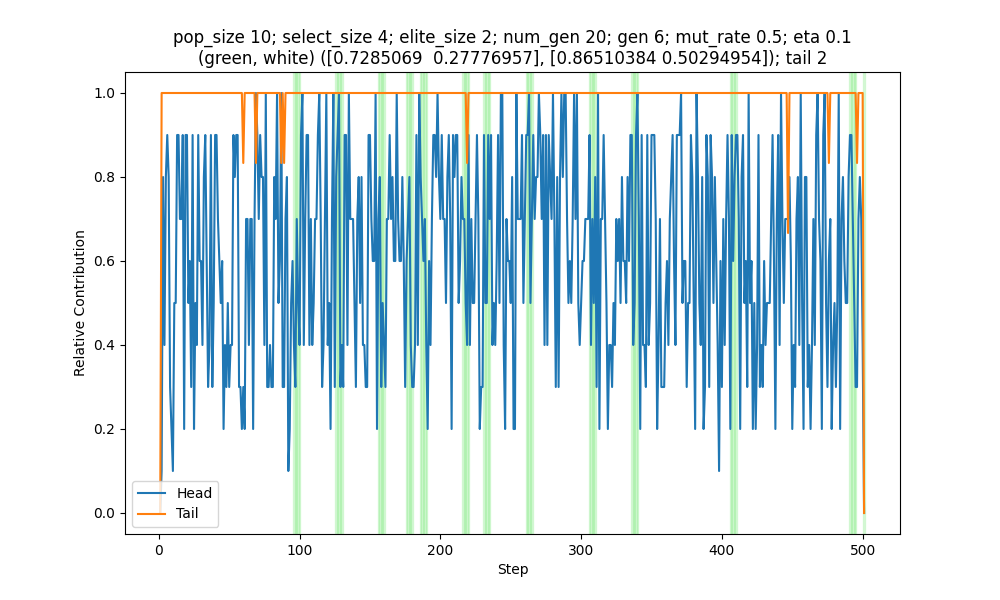 pop_size 10; select_size 4; elite_size 2; num_gen 20; gen 6; mut_rate 0.5; eta 0.1
(green, white) ([0.7285069  0.27776957], [0.86510384 0.50294954]); tail 2
1.0
0.8
0.6
0.4
0.2
0.0
Relative Contribution
Head
Tail
0
100
200
300
400
500
Step